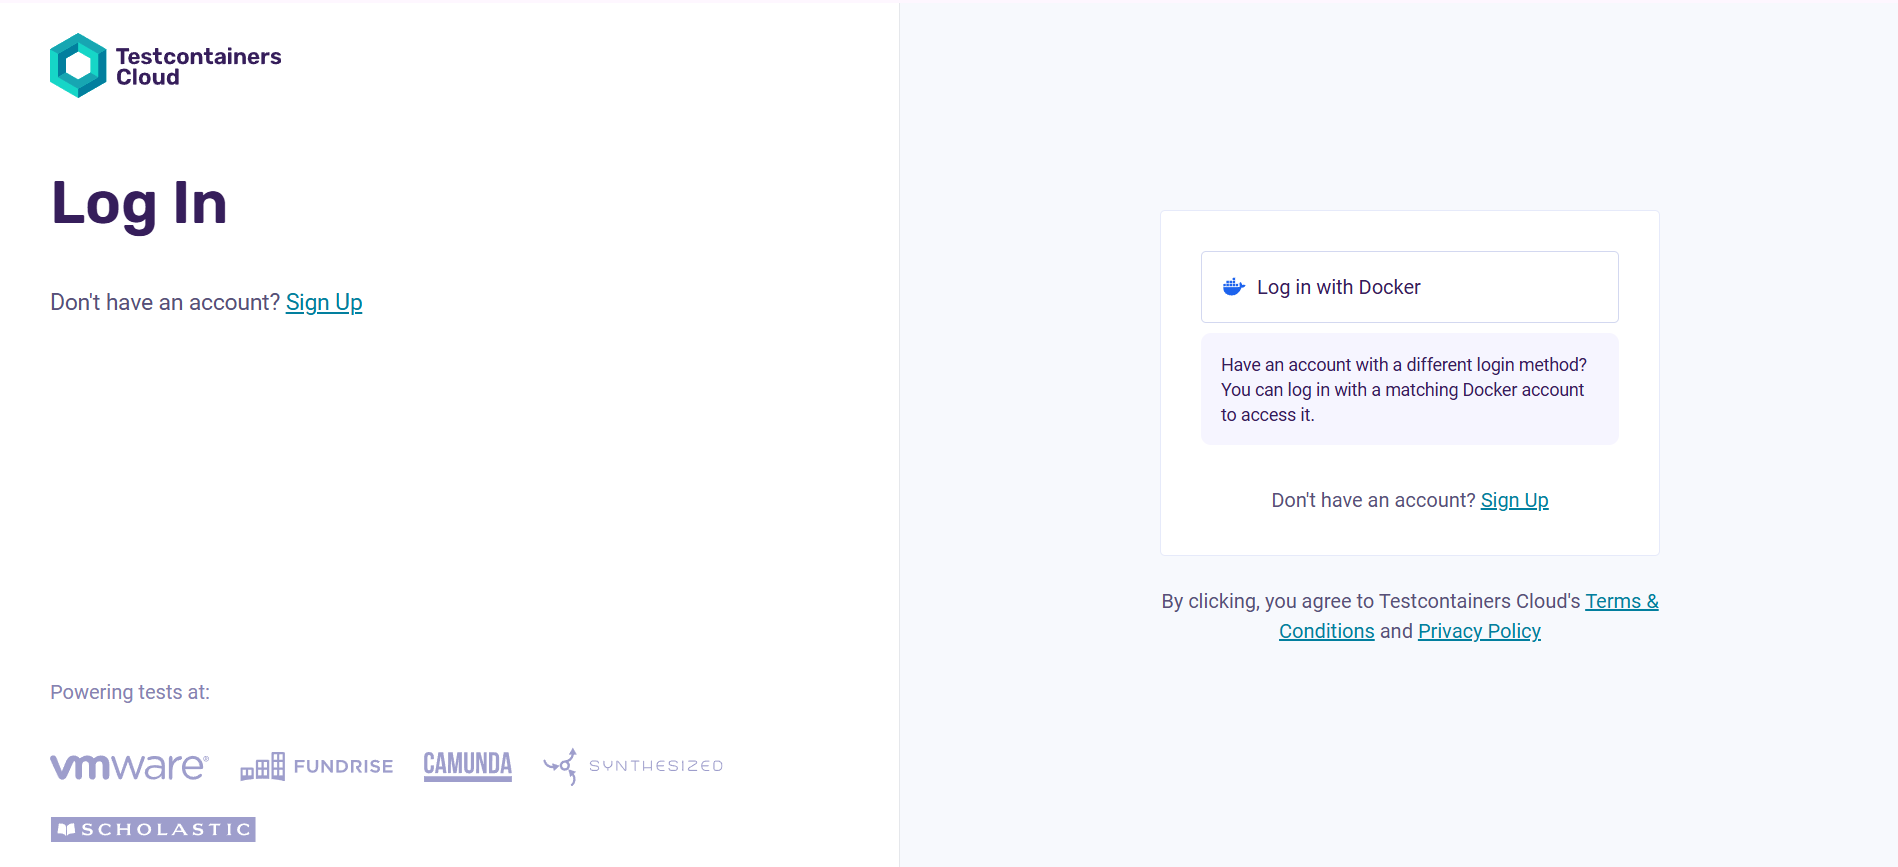 Testcontainers
Cloud
Log In
Don't have an account? Sign Up
Powering tests at:
vmware®
FUNDRISE
CAMUNDA
SYNTHESIZED
SCHOLASTIC
Log in with Docker
Have an account with a different login method?
You can log in with a matching Docker account
to access it.
Don't have an account? Sign Up
By clicking, you agree to Testcontainers Cloud's Terms &
Conditions and Privacy Policy